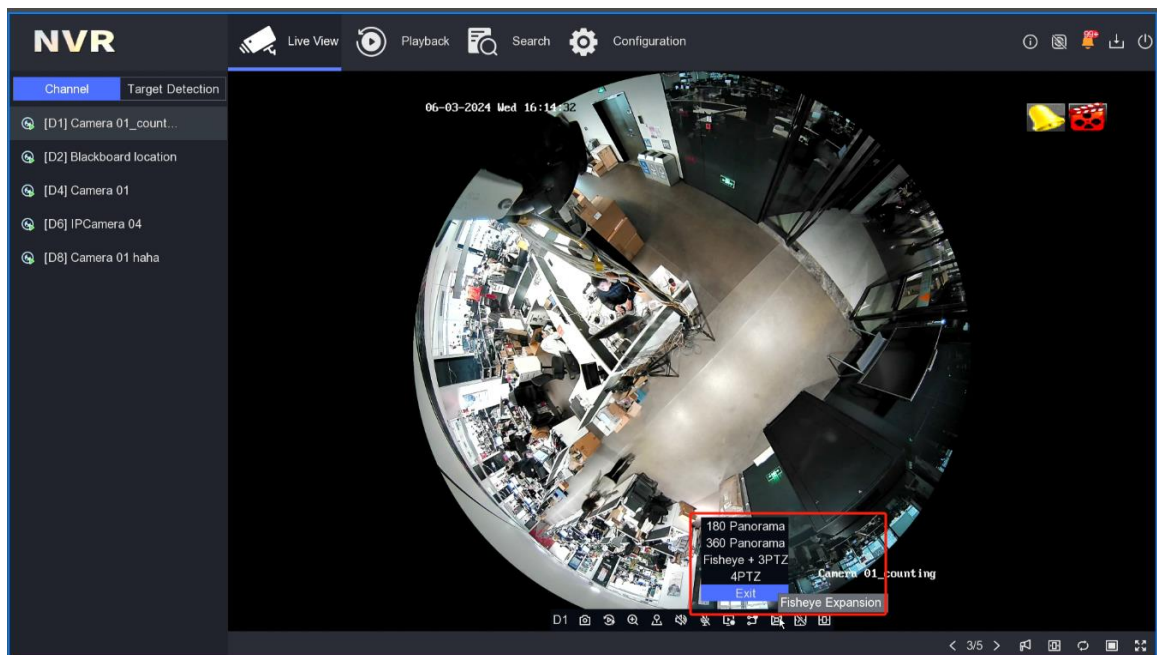 NVR
Live View
Playback
Search
Configuration
99+
Channel
Target Detection
[D1] Camera 01_count...
[D2] Blackboard location
[D4] Camera 01
[D6] IPCamera 04
[D8] Camera 01 haha
06-03-2024 Wed 16:14:32
180 Panorama
360 Panorama
Fisheye + 3PTZ
4PTZ
Exit
Camera 01_counting
Fisheye Expansion
D1
< 3/5 >